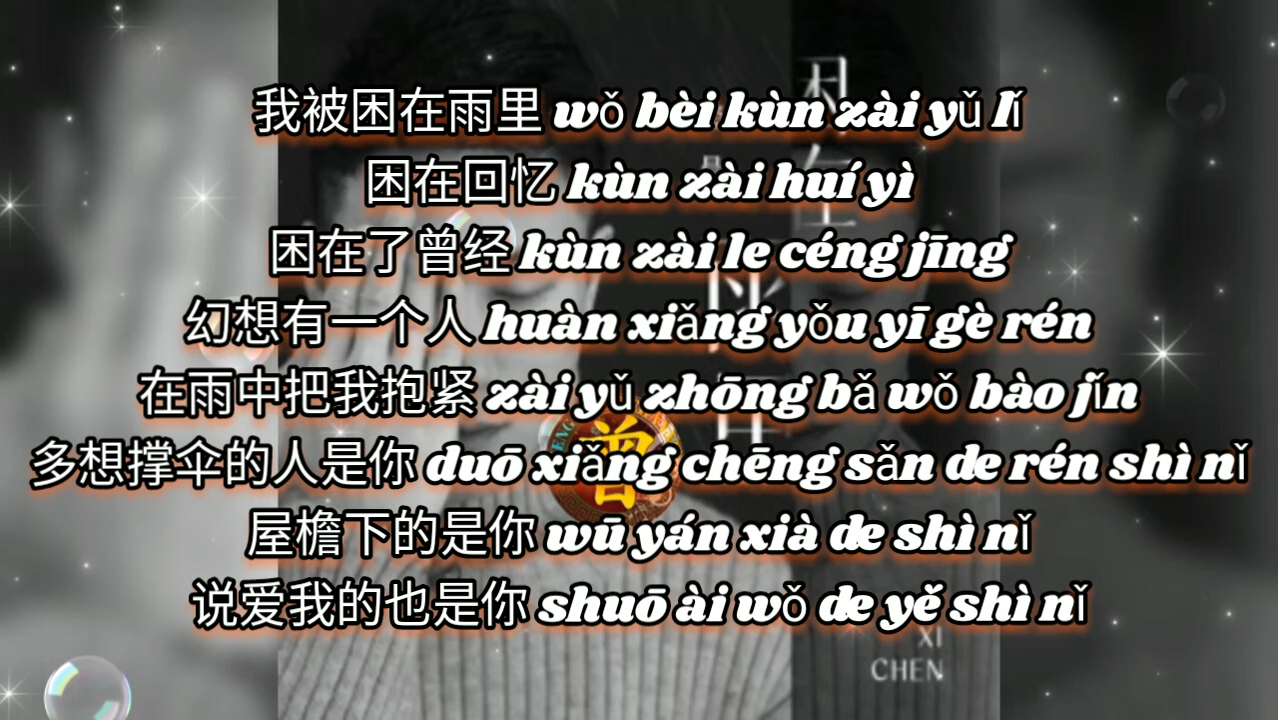 我被困在雨里 wǒ bèi kùn zài yǔ lǐ
困在回忆 kùn zài huí yì
困在了曾经 kùn zài le céng jīng
幻想有一个人 huàn xiǎng yǒu yī gè rén
在雨中把我抱紧 zài yǔ zhōng bǎ wǒ bào jǐn
多想撑伞的人是你 duō xiǎng chēng sǎn de rén shì nǐ
屋檐下的是你 wū yán xià de shì nǐ
说爱我的也是你 shuō ài wǒ de yě shì nǐ
曾
XI
CHEN